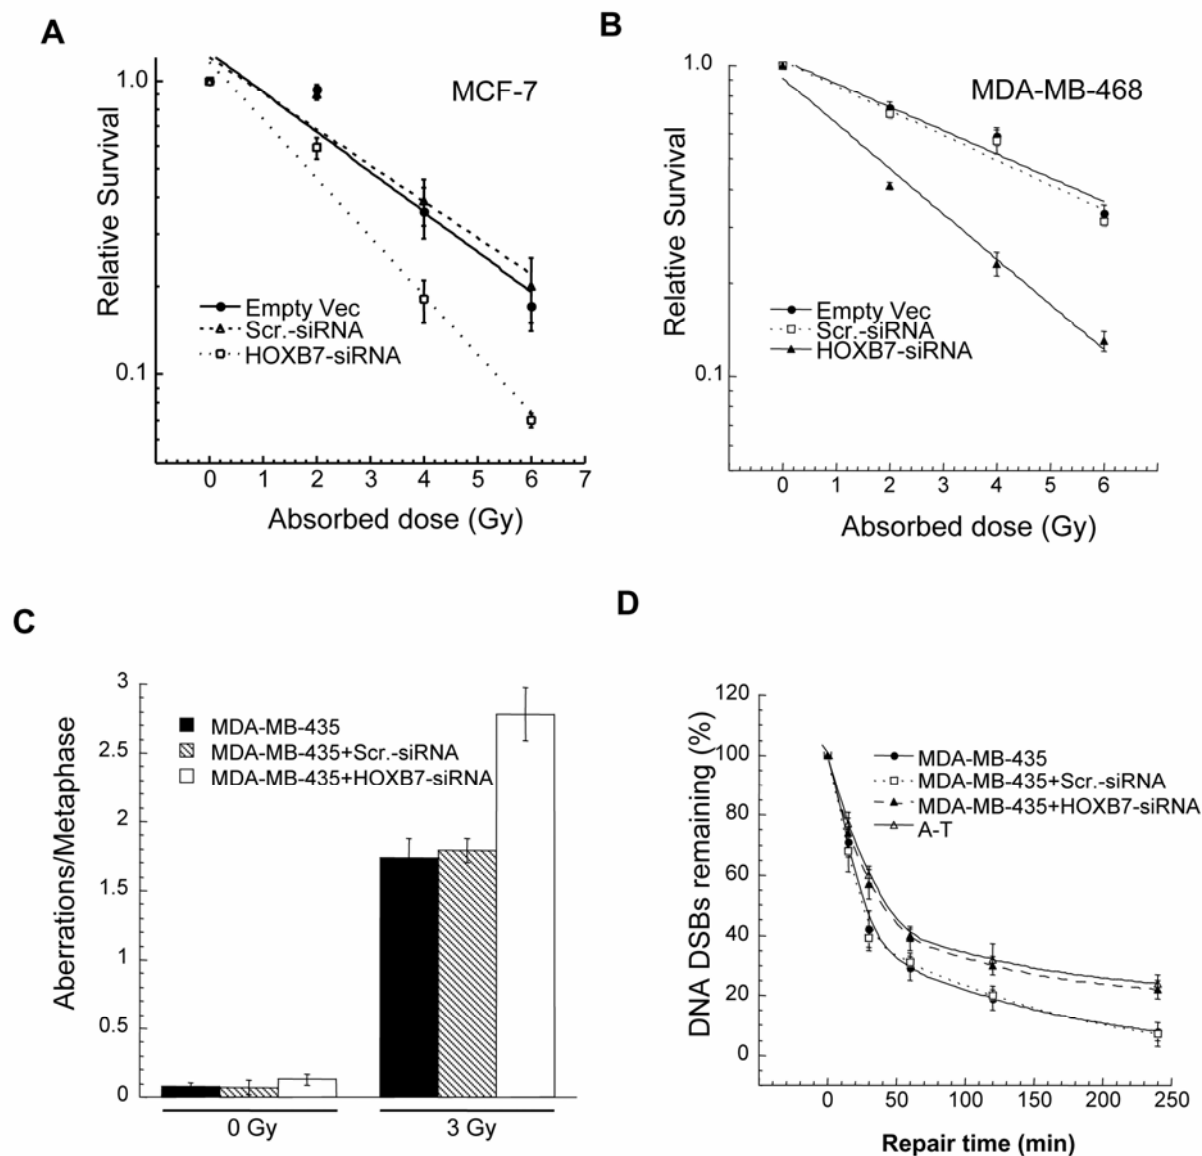 A
MCF-7
Relative Survival
1.0
0.1
Empty Vec
Scr.-siRNA
HOXB7-siRNA
0 1 2 3 4 5 6 7
Absorbed dose (Gy)
B
MDA-MB-468
Relative Survival
1.0
0.1
Empty Vec
Scr.-siRNA
HOXB7-siRNA
0 1 2 3 4 5 6
Absorbed dose (Gy)
C
Aberrations/Metaphase
3
2.5
2
1.5
1
0.5
0
MDA-MB-435
MDA-MB-435+Scr.-siRNA
MDA-MB-435+HOXB7-siRNA
0 Gy 3 Gy
D
DNA DSBs remaining (%)
120
100
80
60
40
20
0
MDA-MB-435
MDA-MB-435+Scr.-siRNA
MDA-MB-435+HOXB7-siRNA
A-T
0 50 100 150 200 250
Repair time (min)